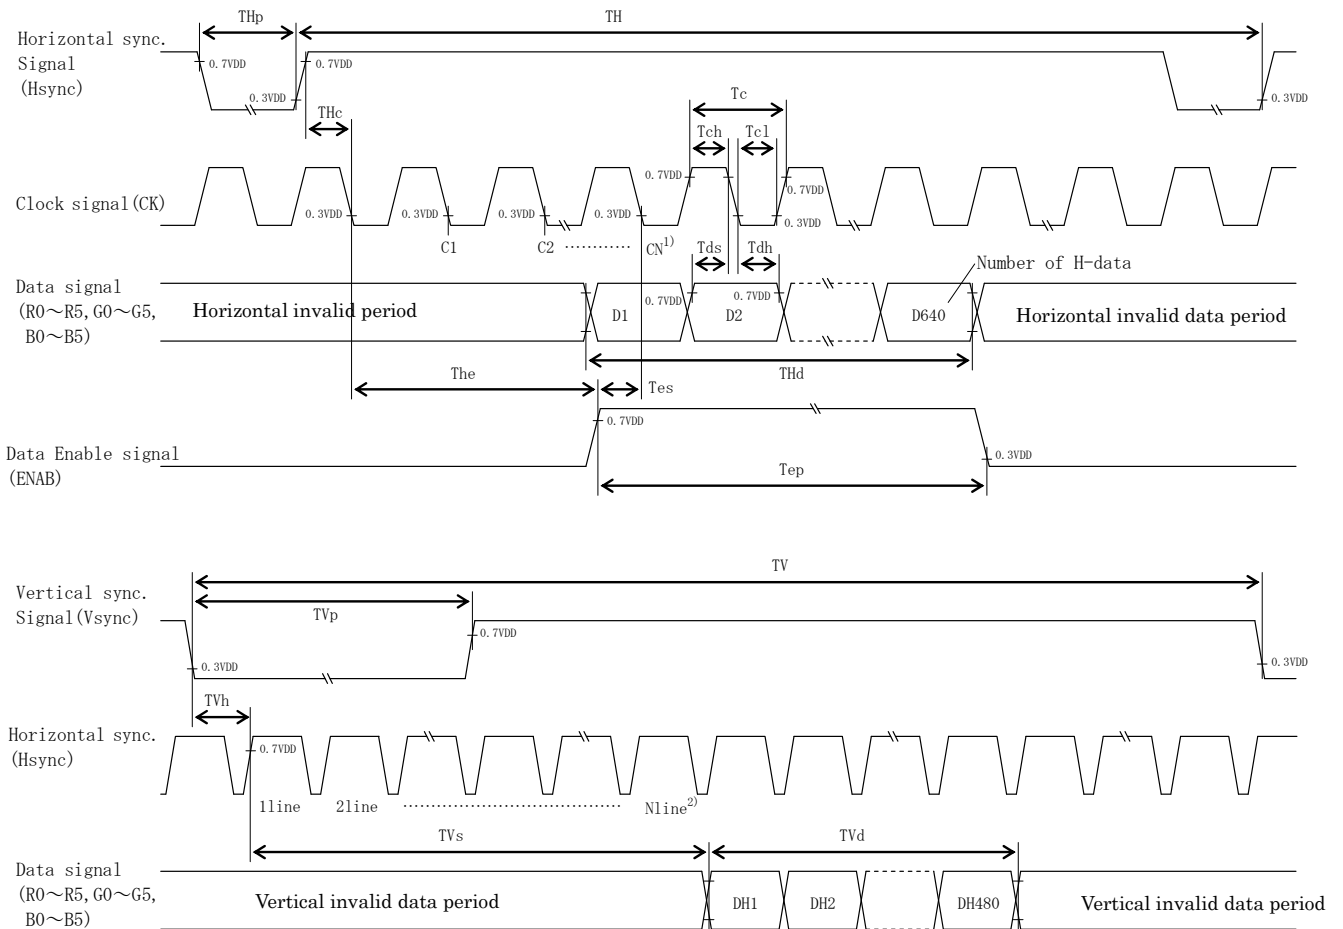 THp
TH
Horizontal sync.
Signal
(Hsync)
0.7VDD
0.3VDD
0.7VDD
0.3VDD
THc
Tc
Tch
Tcl
Clock signal(CK)
0.3VDD
0.3VDD
0.3VDD
0.3VDD
0.7VDD
0.7VDD
0.3VDD
C1
C2 ············ CN1)
Tds
Tdh
Number of H-data
Data signal
(R0～R5,G0～G5,
B0～B5)
Horizontal invalid period
D1
0.7VDD
D2
0.7VDD
D640
Horizontal invalid data period
The
Tes
THd
Data Enable signal
(ENAB)
0.7VDD
0.3VDD
Tep
TV
Vertical sync.
Signal(Vsync)
TVp
0.7VDD
0.3VDD
0.3VDD
TVh
Horizontal sync.
(Hsync)
0.7VDD
1line
2line ········································ Nline2)
TVs
TVd
Data signal
(R0～R5,G0～G5,
B0～B5)
Vertical invalid data period
DH1
DH2
DH480
Vertical invalid data period